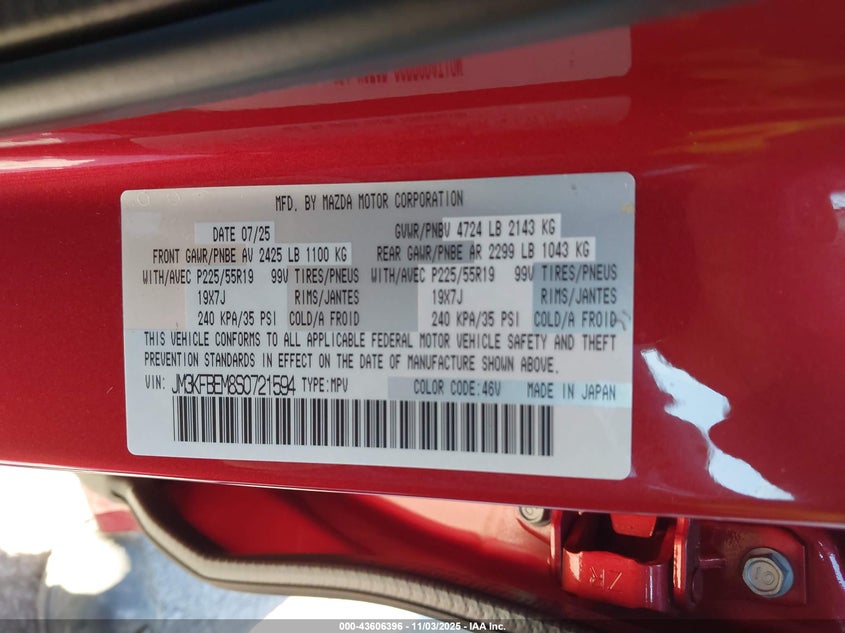 MFD. BY MAZDA MOTOR CORPORATION
DATE 07/25 GVWR/PNBV 4724 LB 2143 KG
FRONT GAWR/PNBE AV 2425 LB 1100 KG REAR GAWR/PNBE AR 2299 LB 1043 KG
WITH/AVEC P225/55R19 99V TIRES/PNEUS WITH/AVEC P225/55R19 99V TIRES/PNEUS
19X7J RIMS/JANTES 19X7J RIMS/JANTES
240 KPA/35 PSI COLD/A FROID 240 KPA/35 PSI COLD/A FROID
THIS VEHICLE CONFORMS TO ALL APPLICABLE FEDERAL MOTOR VEHICLE SAFETY AND THEFT
PREVENTION STANDARDS IN EFFECT ON THE DATE OF MANUFACTURE SHOWN ABOVE.
VIN: JM3KFBEM8S0721594 TYPE:MPV COLOR CODE:46V MADE IN JAPAN
000-43606396 - 11/03/2025 - IAA Inc.